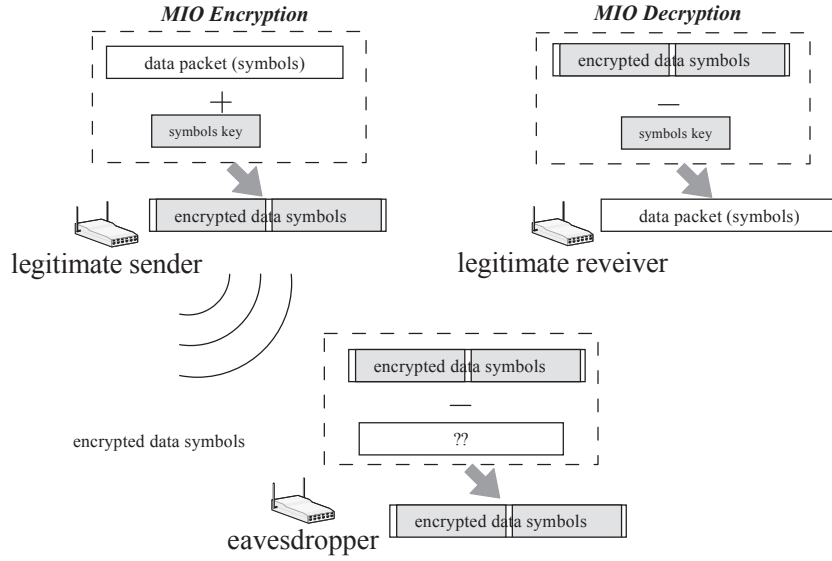 MIO Encryption
data packet (symbols)
+
symbols key
encrypted data symbols
legitimate sender
MIO Decryption
encrypted data symbols
—
symbols key
data packet (symbols)
legitimate reveiver
encrypted data symbols
encrypted data symbols
—
??
encrypted data symbols
eavesdropper